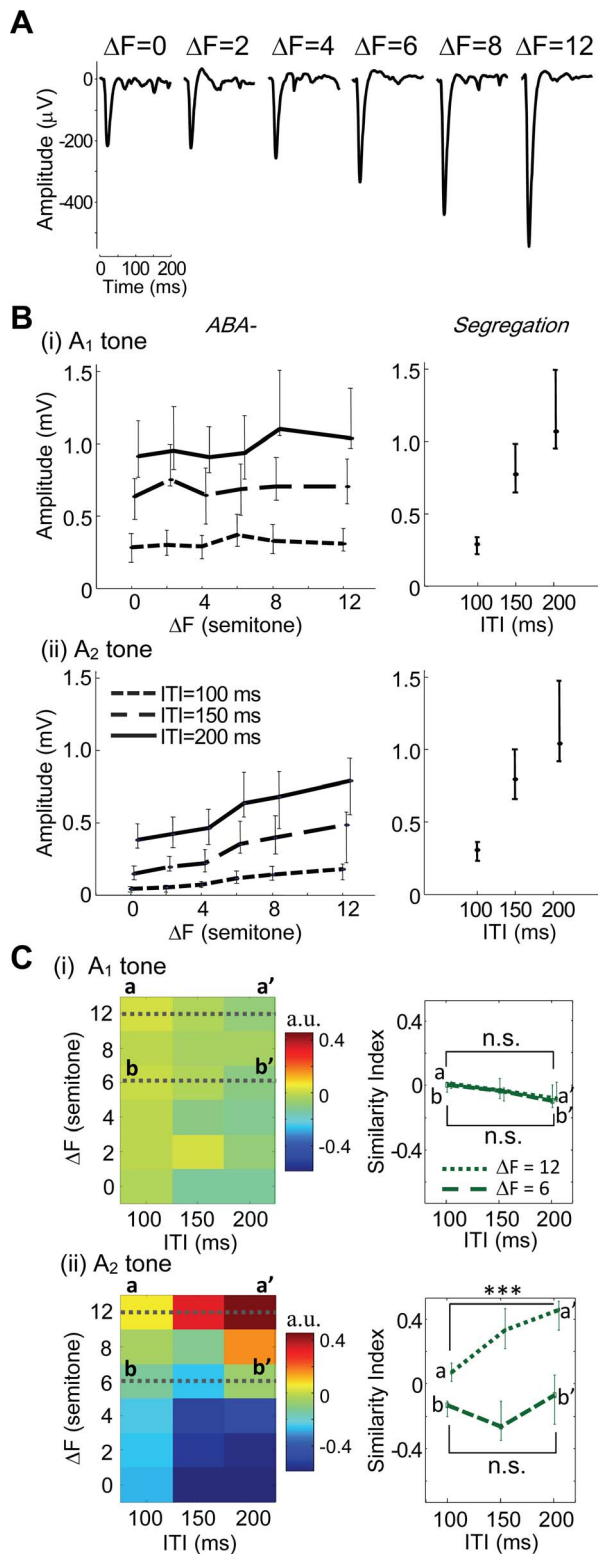 A
ΔF=0 ΔF=2 ΔF=4 ΔF=6 ΔF=8 ΔF=12
Amplitude (μV)
0
-200
-400
0 100 200
Time (ms)
B
ABA-
Segregation
(i) A1 tone
Amplitude (mV)
1.5
1.0
0.5
0
0 4 8 12
ΔF (semitone)
Amplitude (mV)
1.5
1.0
0.5
0
100 150 200
ITI (ms)
(ii) A2 tone
Amplitude (mV)
1.5
1.0
0.5
0
ITI=100 ms
ITI=150 ms
ITI=200 ms
0 4 8 12
ΔF (semitone)
Amplitude (mV)
1.5
1.0
0.5
0
100 150 200
ITI (ms)
C
(i) A1 tone
a a’
b b’
ΔF (semitone)
12
6
2
0
100 150 200
ITI (ms)
a.u.
0.4
0
-0.4
Similarity Index
0.4
0
-0.4
n.s.
a
b
a’
b’
n.s.
ΔF = 12
ΔF = 6
100 150 200
ITI (ms)
(ii) A2 tone
a a’
b b’
ΔF (semitone)
12
6
4
2
0
100 150 200
ITI (ms)
a.u.
0.4
0
-0.4
Similarity Index
0.4
0
-0.4
***
a
a’
b
b’
n.s.
100 150 200
ITI (ms)